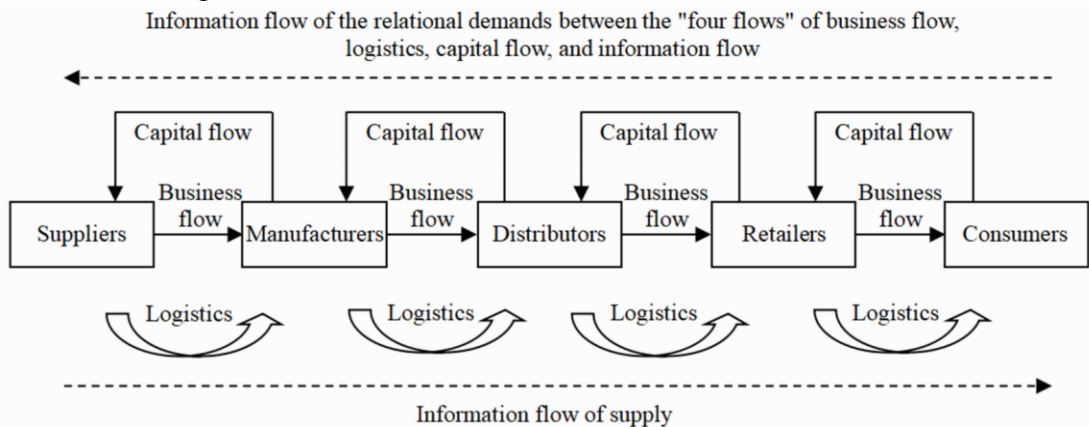 Information flow of the relational demands between the "four flows" of business flow,
logistics, capital flow, and information flow
Capital flow
Capital flow
Capital flow
Capital flow
Business
flow
Business
flow
Business
flow
Business
flow
Suppliers
Manufacturers
Distributors
Retailers
Consumers
Logistics
Logistics
Logistics
Logistics
Information flow of supply